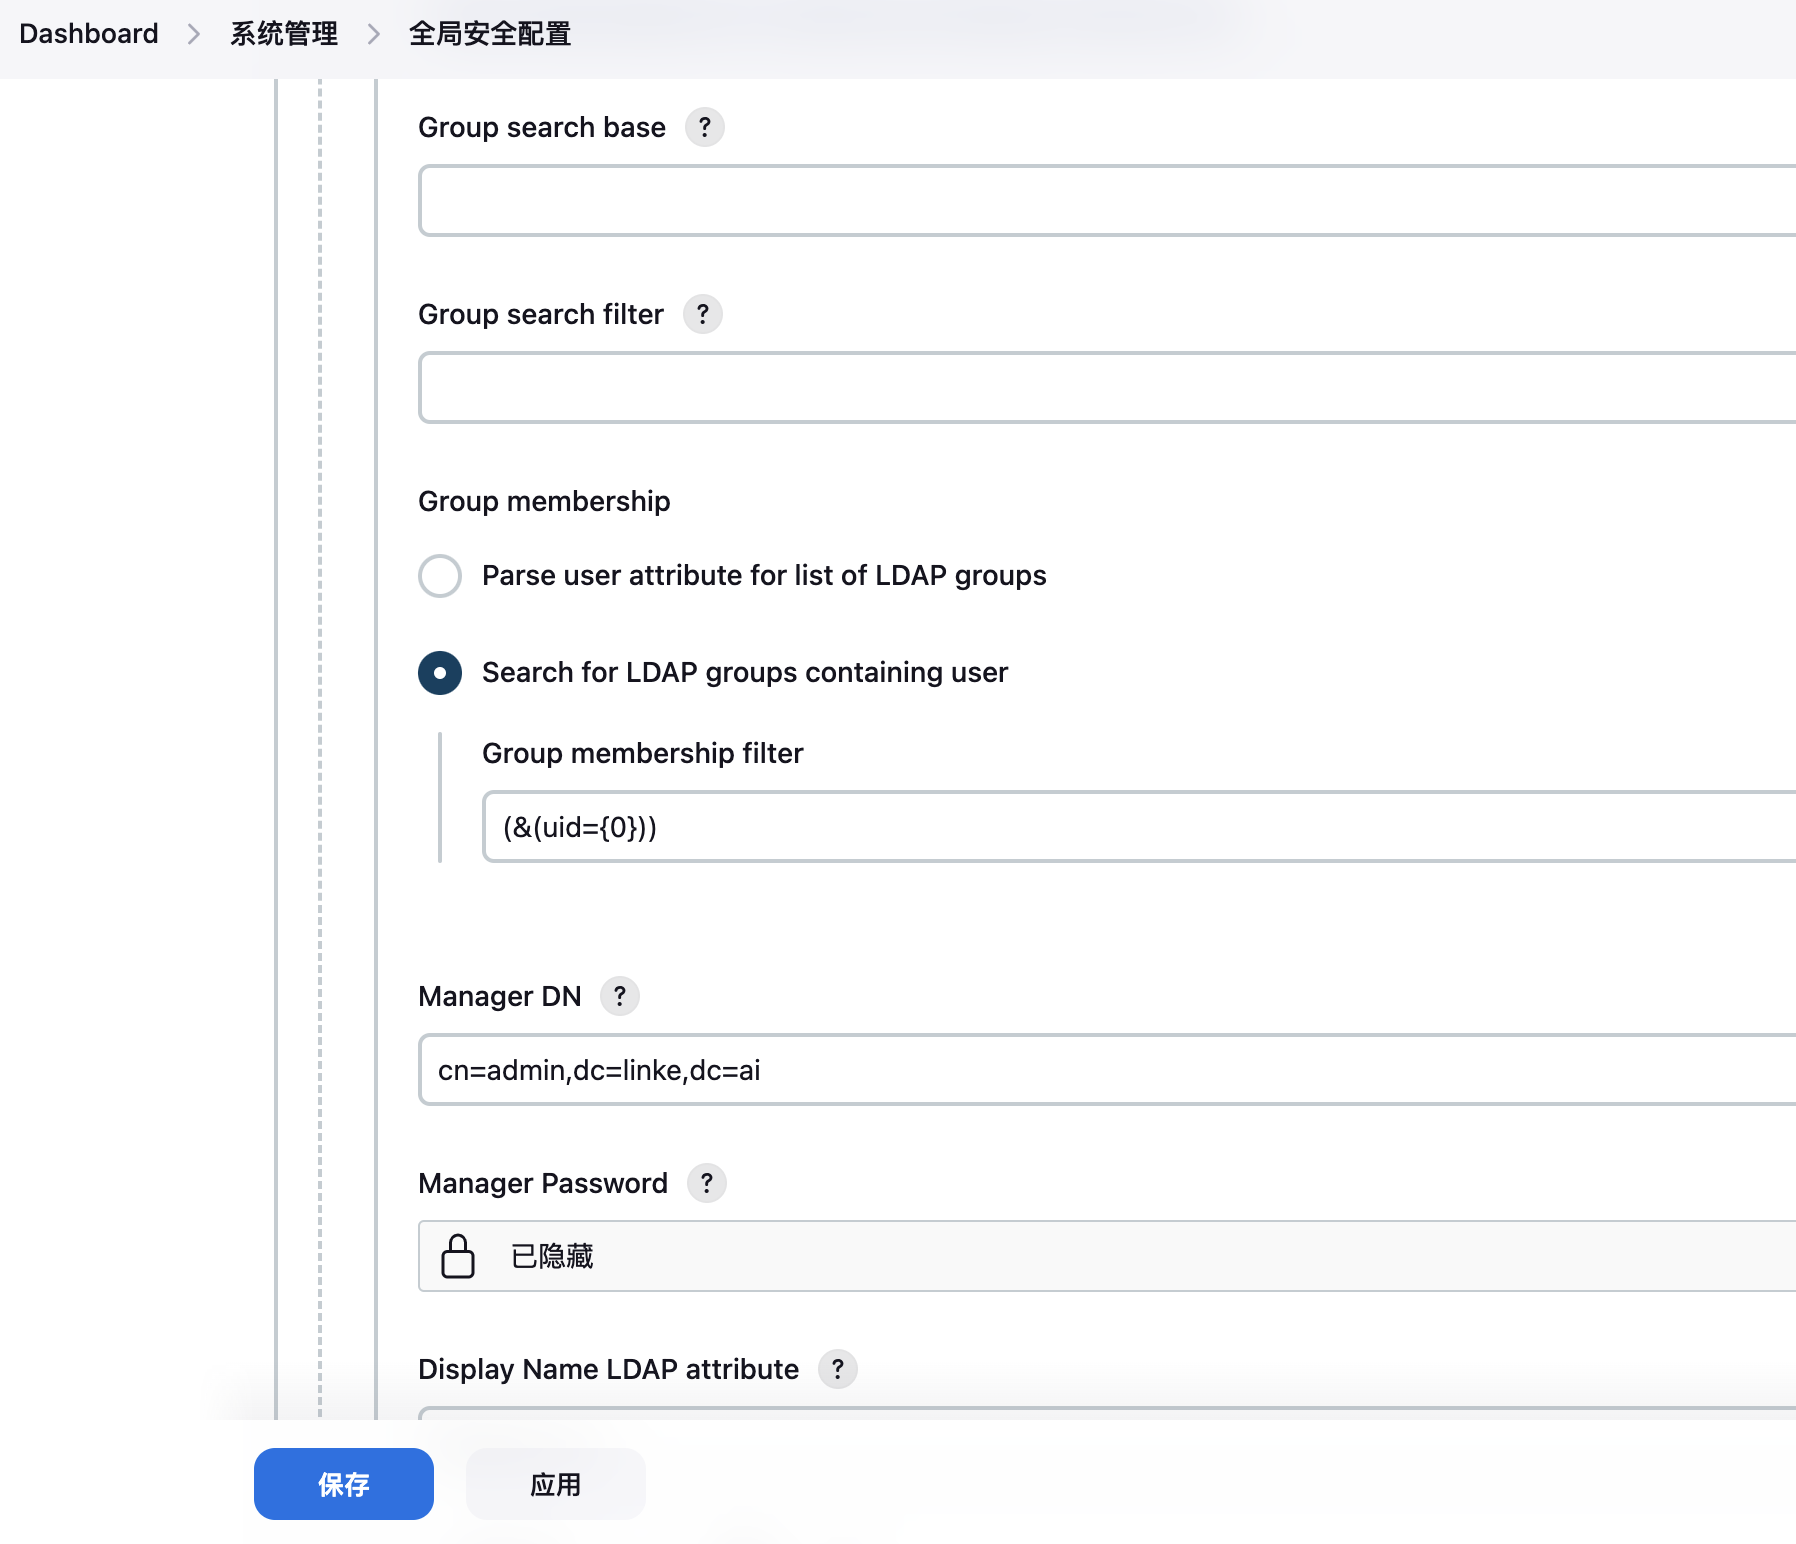 Dashboard > 系统管理 > 全局安全配置
Group search base ?
Group search filter ?
Group membership
Parse user attribute for list of LDAP groups
Search for LDAP groups containing user
Group membership filter
(&(uid={0}))
Manager DN ?
cn=admin,dc=linke,dc=ai
Manager Password ?
已隐藏
Display Name LDAP attribute ?
保存 应用